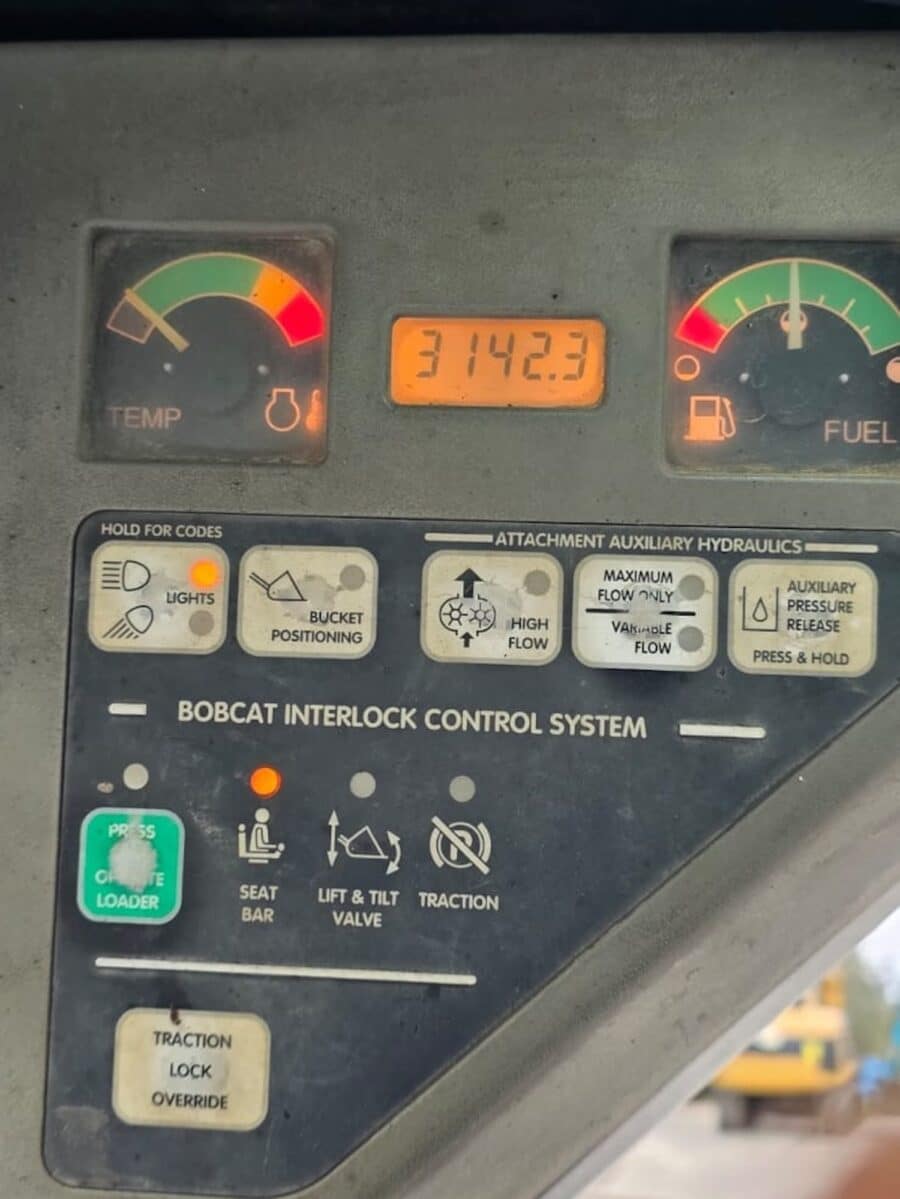 3142.3
TEMP
FUEL
HOLD FOR CODES
ATTACHMENT AUXILIARY HYDRAULICS
LIGHTS
BUCKET
POSITIONING
HIGH
FLOW
MAXIMUM
FLOW ONLY
VARIABLE
FLOW
AUXILIARY
PRESSURE
RELEASE
PRESS & HOLD
BOBCAT INTERLOCK CONTROL SYSTEM
PRESS
LOADER
SEAT
BAR
LIFT & TILT
VALVE
P
TRACTION
TRACTION
LOCK
OVERRIDE